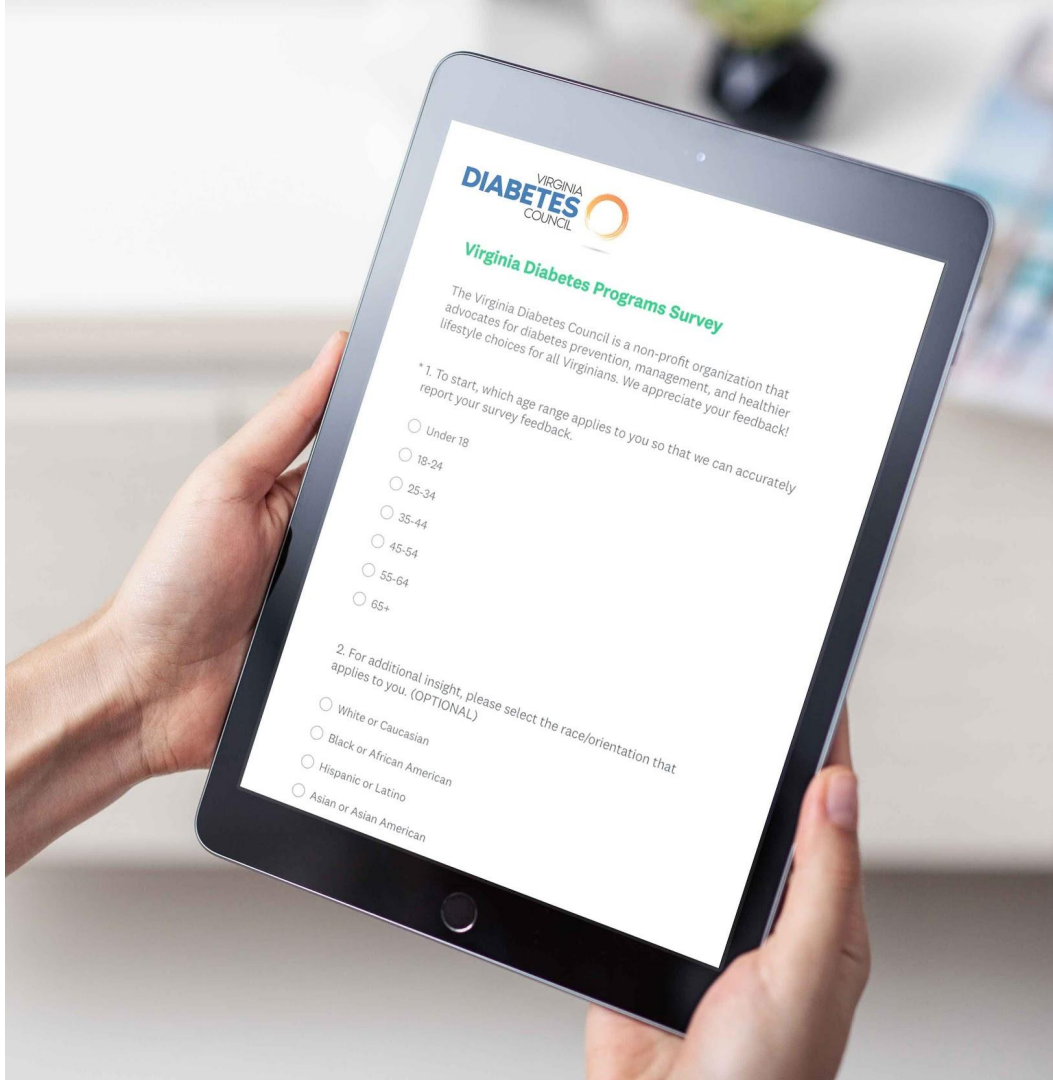 VIRGINIA
DIABETES
COUNCIL
Virginia Diabetes Programs Survey
The Virginia Diabetes Council is a non-profit organization that
advocates for diabetes prevention, management, and healthier
lifestyle choices for all Virginians. We appreciate your feedback!
* 1. To start, which age range applies to you so that we can accurately
report your survey feedback.
Under 18
18-24
25-34
35-44
45-54
55-64
65+
2. For additional insight, please select the race/orientation that
applies to you. (OPTIONAL)
White or Caucasian
Black or African American
Hispanic or Latino
Asian or Asian American